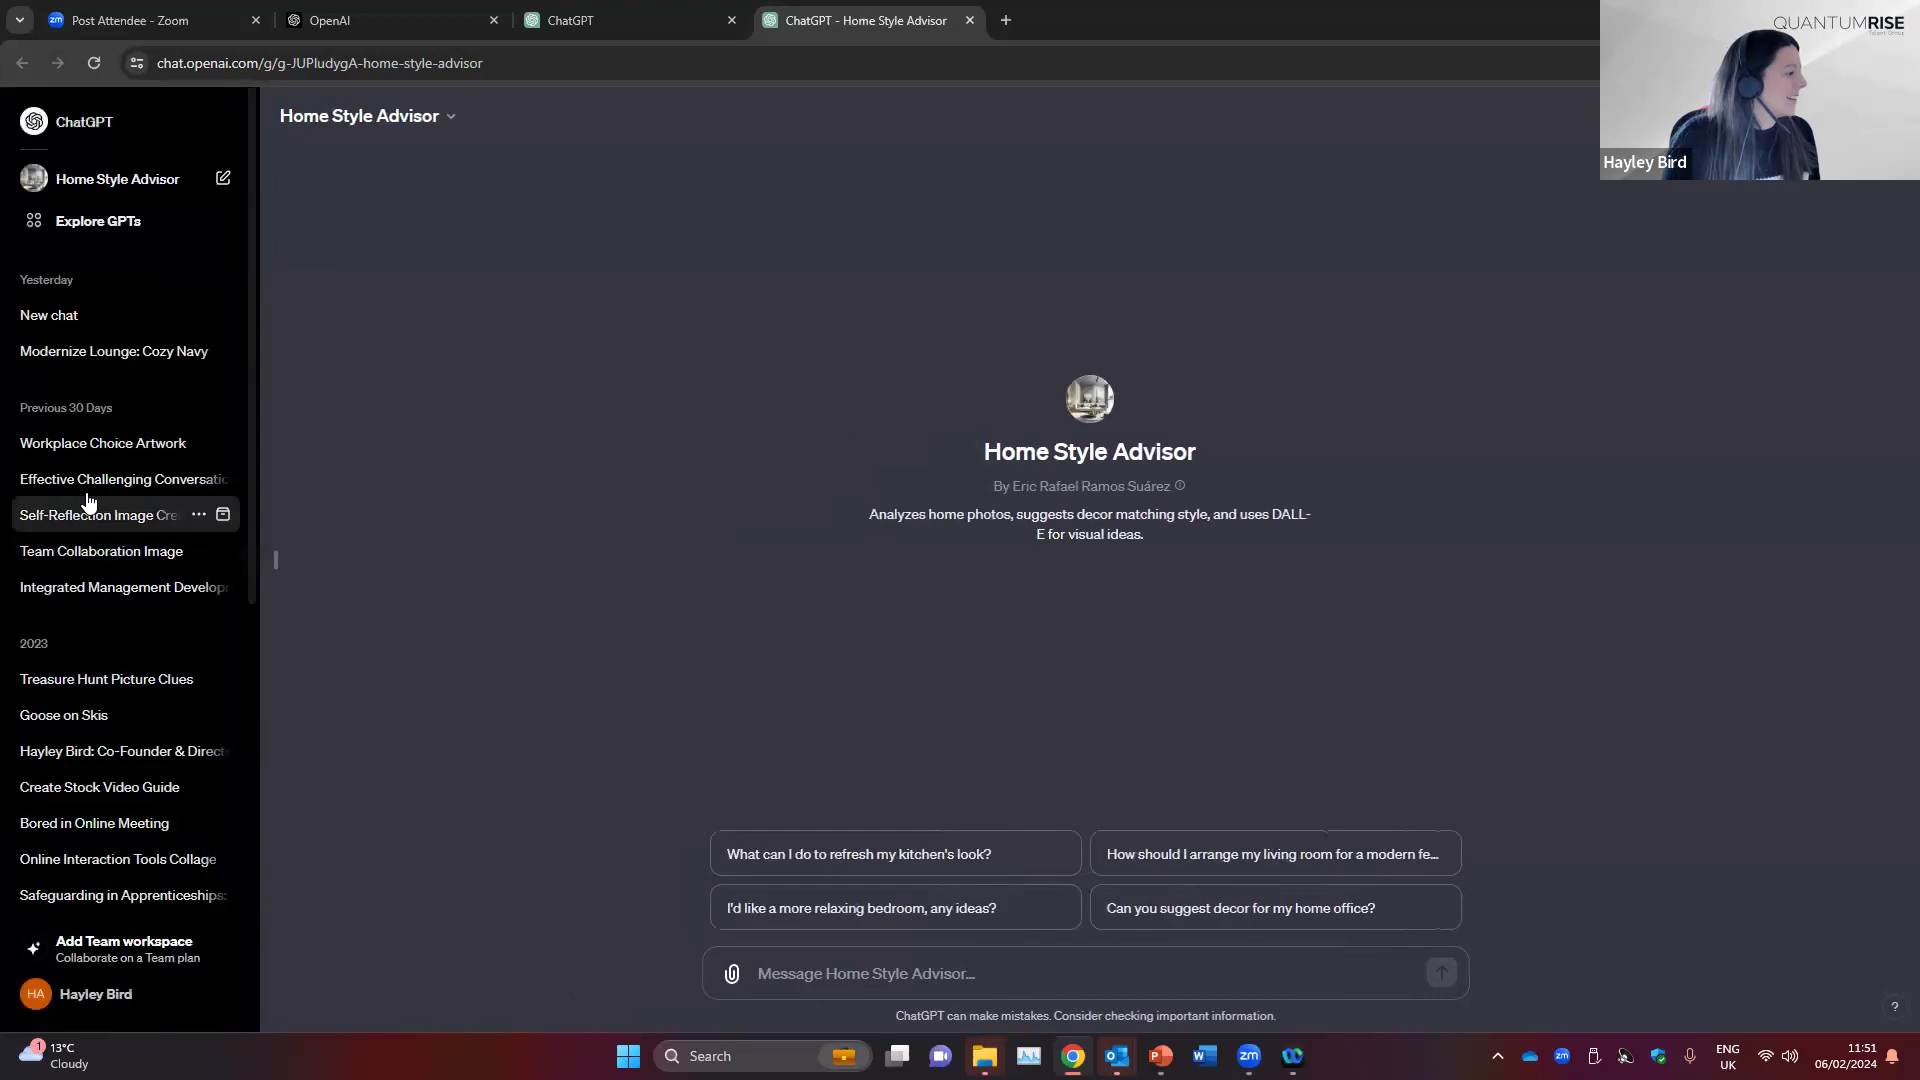 Post Attendee - Zoom
OpenAI
ChatGPT
ChatGPT - Home Style Advisor
chat.openai.com/g/g-JUPludygA-home-style-advisor
QUANTUMRISE
Talent Group
Hayley Bird
ChatGPT
Home Style Advisor
Explore GPTs
Yesterday
New chat
Modernize Lounge: Cozy Navy
Previous 30 Days
Workplace Choice Artwork
Effective Challenging Conversatic
Self-Reflection Image Cre
Team Collaboration Image
Integrated Management Develop
2023
Treasure Hunt Picture Clues
Goose on Skis
Hayley Bird: Co-Founder & Direct
Create Stock Video Guide
Bored in Online Meeting
Online Interaction Tools Collage
Safeguarding in Apprenticeships:
Add Team workspace
Collaborate on a Team plan
HA
Hayley Bird
Home Style Advisor
Home Style Advisor
By Eric Rafael Ramos Suárez
Analyzes home photos, suggests decor matching style, and uses DALL-
E for visual ideas.
What can I do to refresh my kitchen's look?
How should I arrange my living room for a modern fe...
I'd like a more relaxing bedroom, any ideas?
Can you suggest decor for my home office?
Message Home Style Advisor...
ChatGPT can make mistakes. Consider checking important information.
?
1
13°C
Cloudy
Search
ENG
UK
11:51
06/02/2024